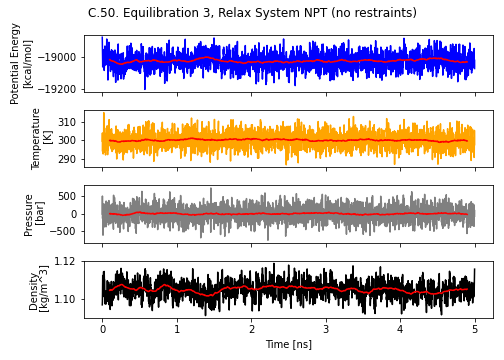 C.50. Equilibration 3, Relax System NPT (no restraints)
Potential Energy
[kcal/mol]
−19000
−19200
Temperature
[K]
310
300
290
Pressure
[bar]
500
0
−500
Density
[kg/m^3]
1.12
1.10
0 1 2 3 4 5
Time [ns]